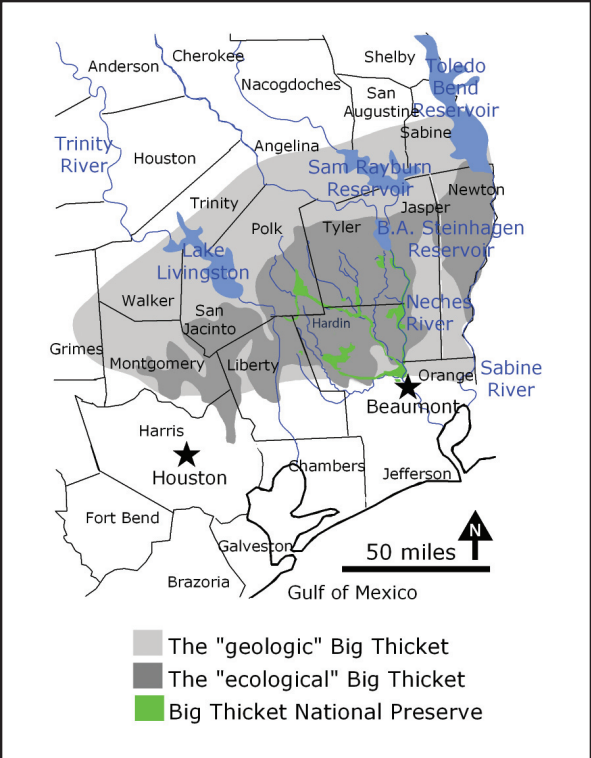 Anderson
Cherokee
Shelby
Toledo
Bend
Reservoir
Nacogdoches
San
Augustine
Sabine
Trinity
River
Houston
Angelina
Sam Rayburn
Reservoir
Newton
Trinity
Jasper
Polk
Tyler
B.A. Steinhagen
Reservoir
Lake
Livingston
Walker
San
Jacinto
Hardin
Neches
River
Grimes
Montgomery
Liberty
Orange
Sabine
River
Beaumont
Harris
Houston
Chambers
Jefferson
Fort Bend
Galveston
N
50 miles
Brazoria
Gulf of Mexico
The "geologic" Big Thicket
The "ecological" Big Thicket
Big Thicket National Preserve